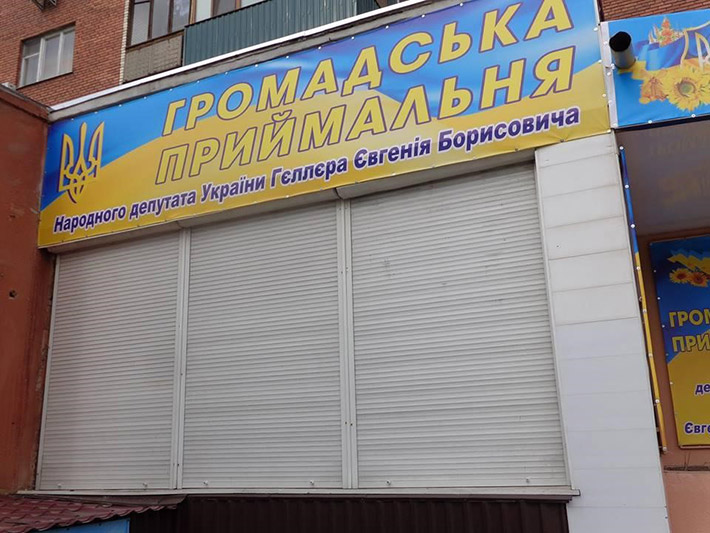 ГРОМАДСЬКА
ПРИЙМАЛЬНЯ
Народного депутата України Гєллєра Євгенія Борисовича